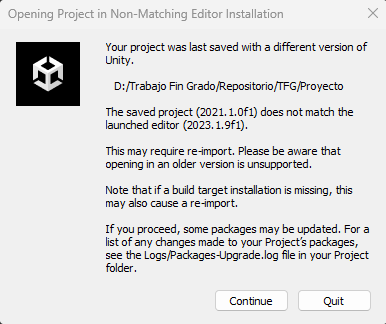 Opening Project in Non-Matching Editor Installation
Your project was last saved with a different version of
Unity.
D:/Trabajo Fin Grado/Repositorio/TFG/Proyecto
The saved project (2021.1.0f1) does not match the
launched editor (2023.1.9f1).
This may require re-import. Please be aware that
opening in an older version is unsupported.
Note that if a build target installation is missing, this
may also cause a re-import.
If you proceed, some packages may be updated. For a
list of any changes made to your Project's packages,
see the Logs/Packages-Upgrade.log file in your Project
folder.
Continue
Quit